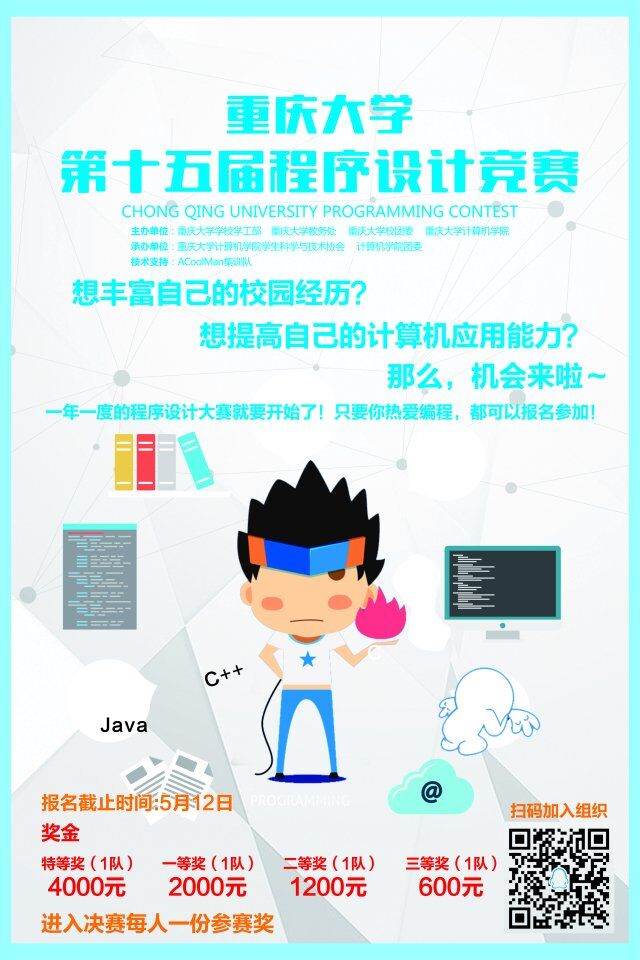 重庆大学
第十五届程序设计竞赛
CHONG QING UNIVERSITY PROGRAMMING CONTEST
主办单位：重庆大学学校学工部 重庆大学教务处 重庆大学校团委 重庆大学计算机学院
承办单位：重庆大学计算机学院学生科学与技术协会 计算机学院团委
技术支持：ACoolMan集训队
想丰富自己的校园经历？
想提高自己的计算机应用能力？
那么，机会来啦～
一年一度的程序设计大赛就要开始了！只要你热爱编程，都可以报名参加！
C
C++
Java
@
PROGRAMMING
报名截止时间:5月12日
扫码加入组织
奖金
特等奖（1队） 一等奖（1队） 二等奖（1队） 三等奖（1队）
4000元 2000元 1200元 600元
进入决赛每人一份参赛奖